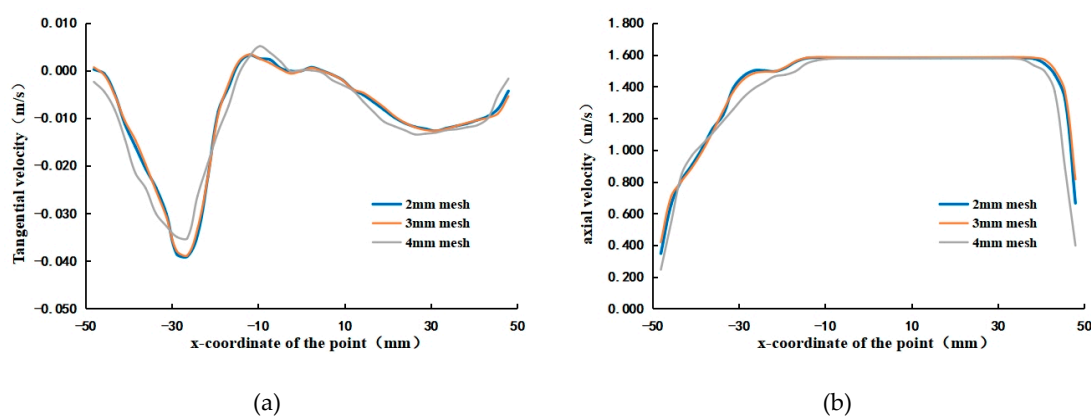 0.010
0.000
−0.010
−0.020
−0.030
−0.040
−0.050
Tangential velocity（m/s）
2mm mesh
3mm mesh
4mm mesh
−50 −30 −10 10 30 50
x-coordinate of the point（mm）
(a)
1.800
1.600
1.400
1.200
1.000
0.800
0.600
0.400
0.200
0.000
axial velocity（m/s）
2mm mesh
3mm mesh
4mm mesh
−50 −30 −10 10 30 50
x-coordinate of the point（mm）
(b)